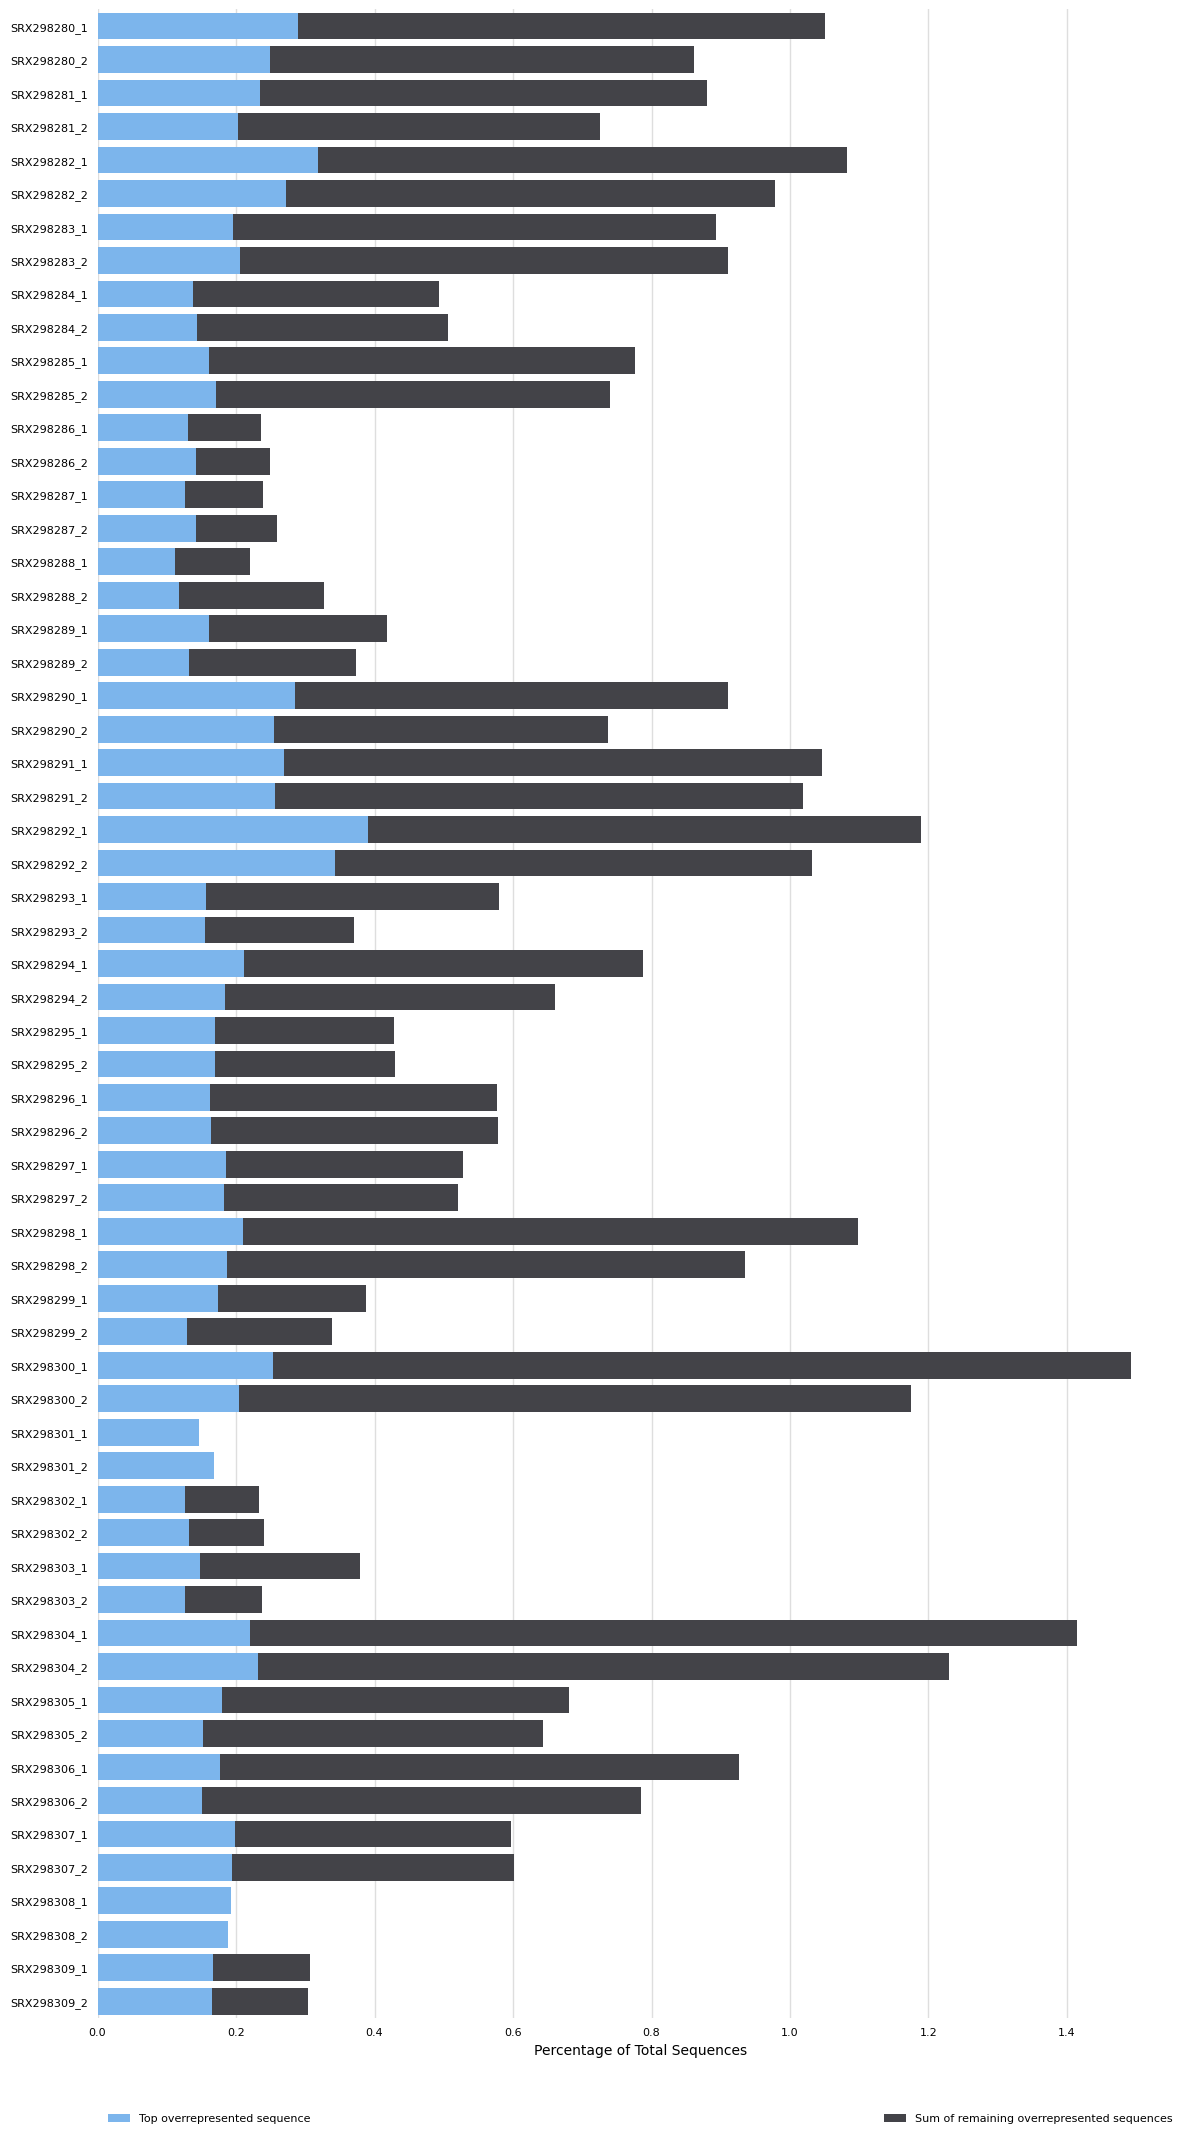 SRX298280_1
SRX298280_2
SRX298281_1
SRX298281_2
SRX298282_1
SRX298282_2
SRX298283_1
SRX298283_2
SRX298284_1
SRX298284_2
SRX298285_1
SRX298285_2
SRX298286_1
SRX298286_2
SRX298287_1
SRX298287_2
SRX298288_1
SRX298288_2
SRX298289_1
SRX298289_2
SRX298290_1
SRX298290_2
SRX298291_1
SRX298291_2
SRX298292_1
SRX298292_2
SRX298293_1
SRX298293_2
SRX298294_1
SRX298294_2
SRX298295_1
SRX298295_2
SRX298296_1
SRX298296_2
SRX298297_1
SRX298297_2
SRX298298_1
SRX298298_2
SRX298299_1
SRX298299_2
SRX298300_1
SRX298300_2
SRX298301_1
SRX298301_2
SRX298302_1
SRX298302_2
SRX298303_1
SRX298303_2
SRX298304_1
SRX298304_2
SRX298305_1
SRX298305_2
SRX298306_1
SRX298306_2
SRX298307_1
SRX298307_2
SRX298308_1
SRX298308_2
SRX298309_1
SRX298309_2
0.0 0.2 0.4 0.6 0.8 1.0 1.2 1.4
Percentage of Total Sequences
Top overrepresented sequence Sum of remaining overrepresented sequences